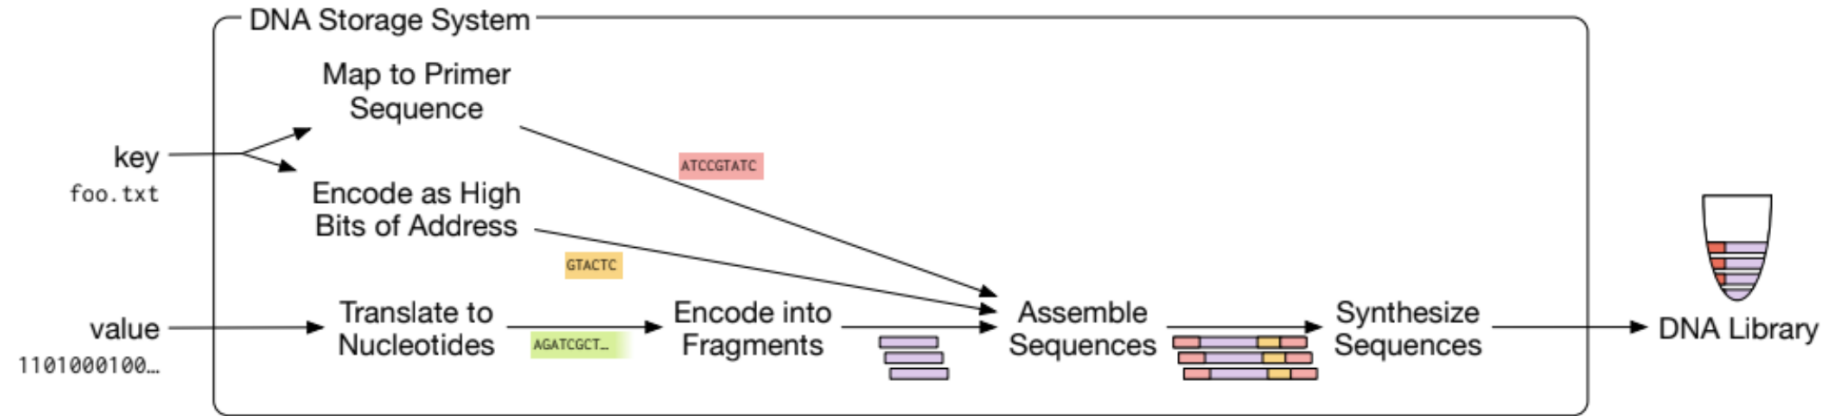 DNA Storage System
Map to Primer
Sequence
key
foo.txt
ATCCGTATC
Encode as High
Bits of Address
GTACTC
value
1101000100…
Translate to
Nucleotides
AGATCGCT…
Encode into
Fragments
Assemble
Sequences
Synthesize
Sequences
DNA Library